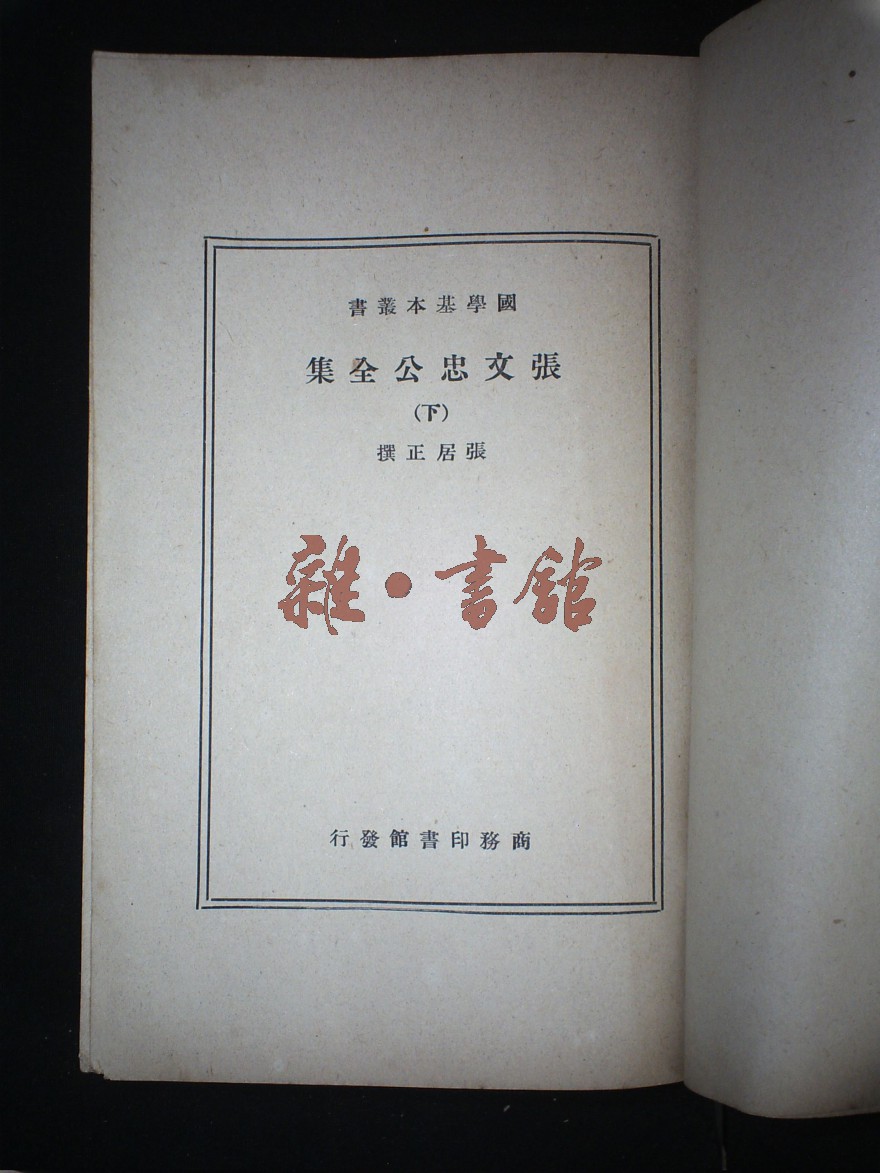 國學基本叢書
張文忠公全集
(下)
張居正撰
雜·書館
商務印書館發行